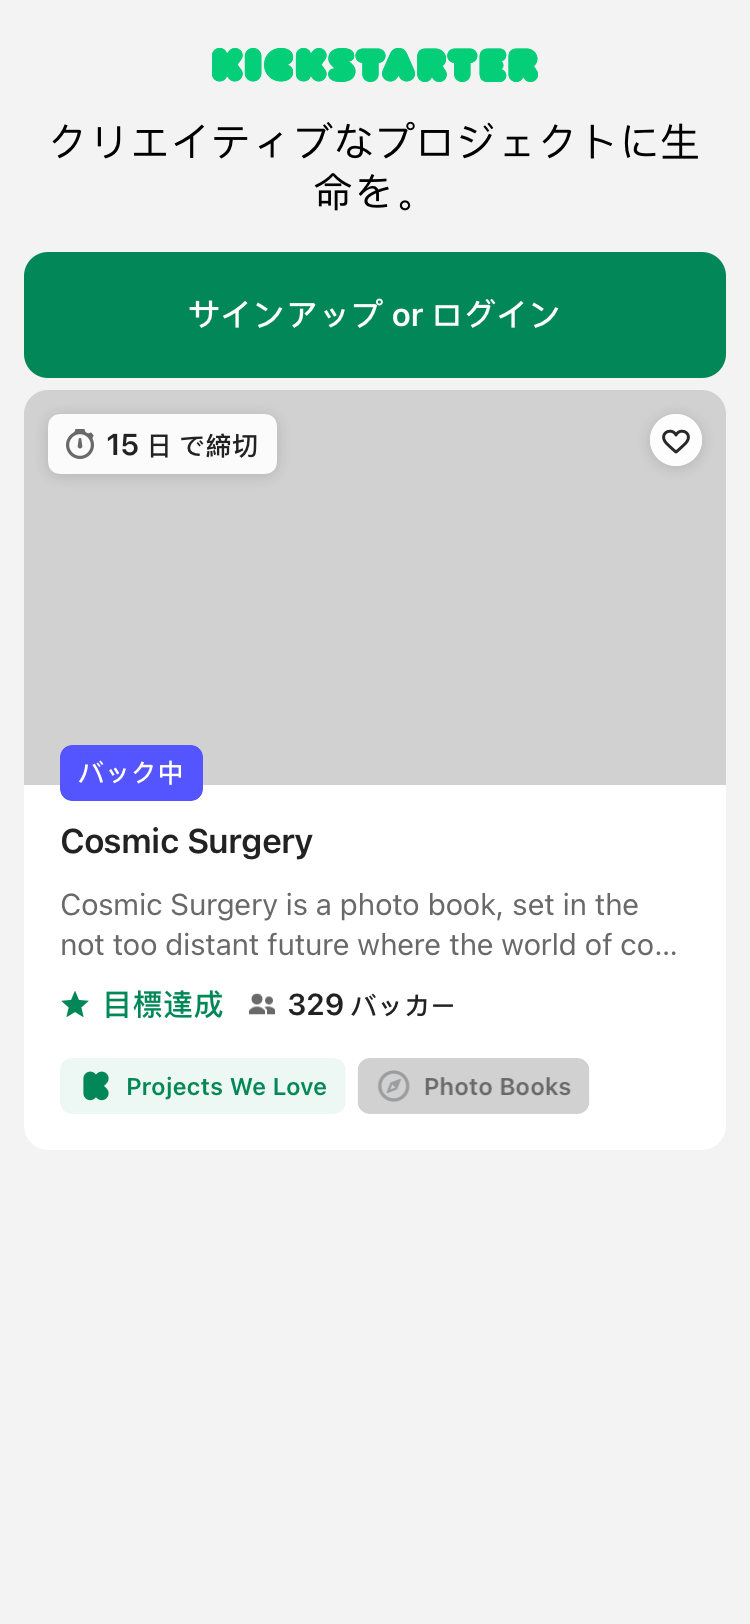 KICKSTARTER
クリエイティブなプロジェクトに生
命を。
サインアップ or ログイン
15 日 で締切
バック中
Cosmic Surgery
Cosmic Surgery is a photo book, set in the
not too distant future where the world of co...
目標達成 329 バッカー
Projects We Love Photo Books